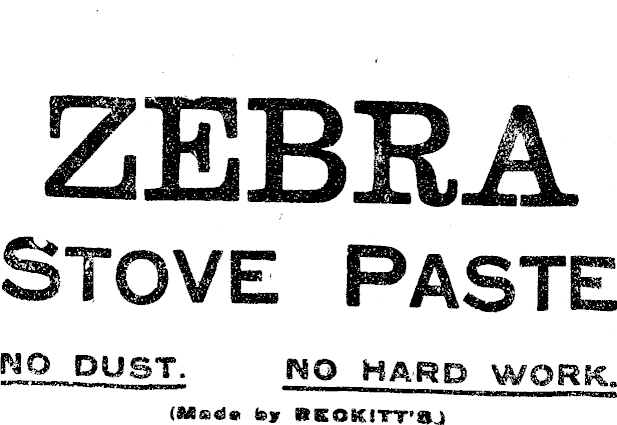 ZEBRA
STOVE PASTE
NO DUST. NO HARD WORK.
(Made by RECKITT'S.)